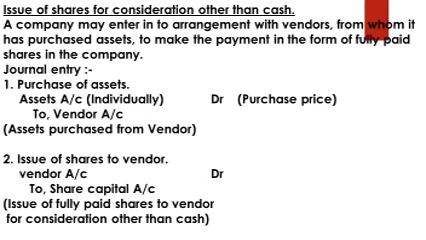 Issue of shares for consideration other than cash.
A company may enter in to arrangement with vendors, from whom it
has purchased assets, to make the payment in the form of fully paid
shares in the company.
Journal entry :-
1. Purchase of assets.
Assets A/c (Individually) Dr (Purchase price)
To, Vendor A/c
(Assets purchased from Vendor)
2. Issue of shares to vendor.
vendor A/c Dr
To, Share capital A/c
(Issue of fully paid shares to vendor
for consideration other than cash)